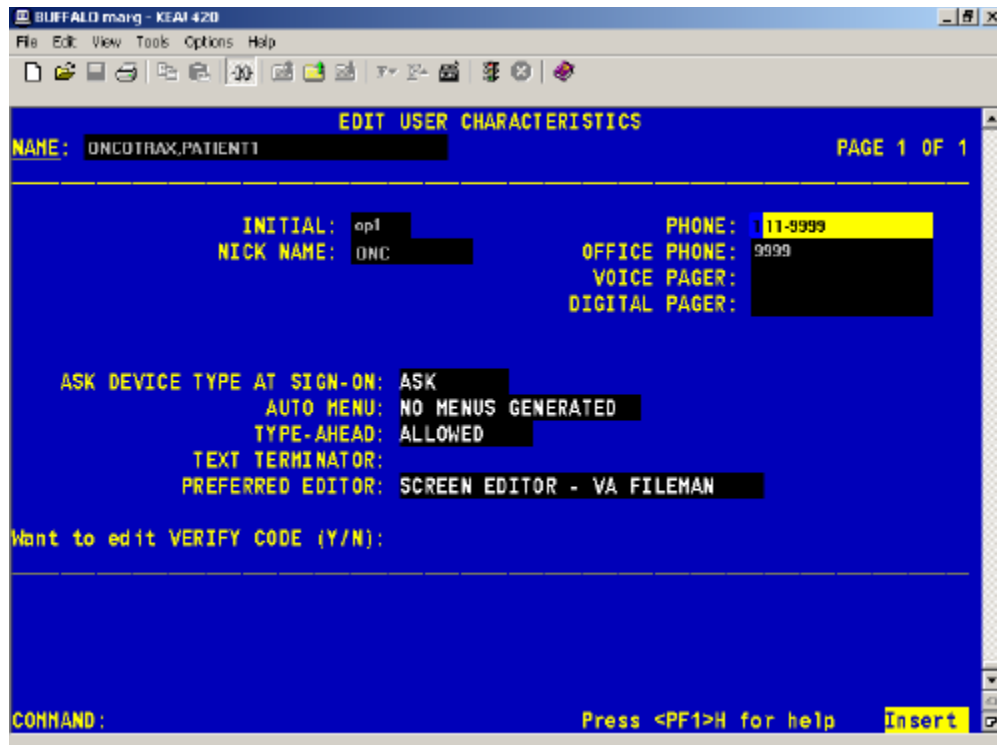 BUFFALO marg - KEA! 420
File Edit View Tools Options Help
EDIT USER CHARACTERISTICS
NAME: ONCOTRAX,PATIENT1 PAGE 1 OF 1
INITIAL: op1 PHONE: 111-9999
NICK NAME: ONC OFFICE PHONE: 9999
VOICE PAGER:
DIGITAL PAGER:
ASK DEVICE TYPE AT SIGN-ON: ASK
AUTO MENU: NO MENUS GENERATED
TYPE-AHEAD: ALLOWED
TEXT TERMINATOR:
PREFERRED EDITOR: SCREEN EDITOR - VA FILEMAN
Want to edit VERIFY CODE (Y/N):
COMMAND: Press <PF1>H for help Insert